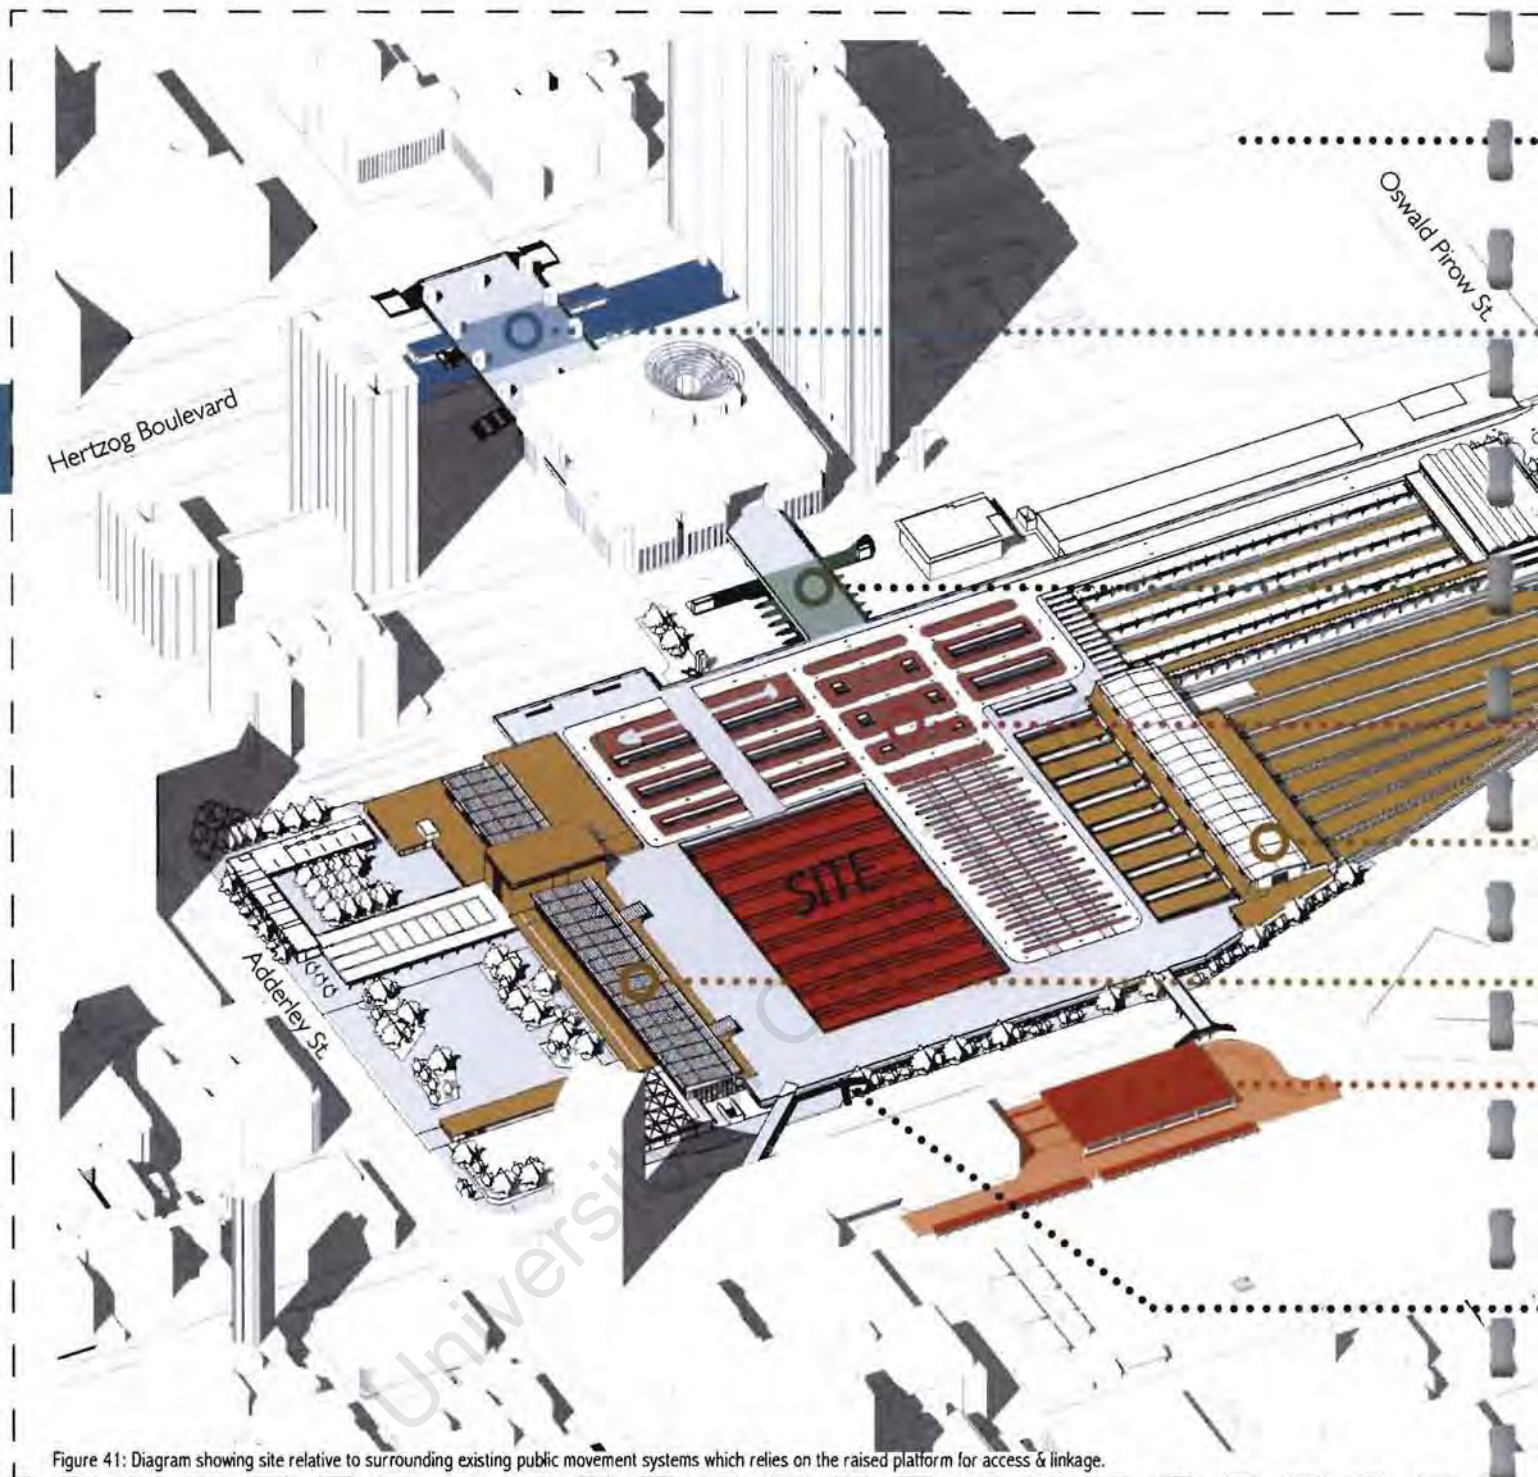 Oswald Pirow St.
Hertzog Boulevard
SITE
Adderley St.
University
Figure 41: Diagram showing site relative to surrounding existing public movement systems which relies on the raised platform for access & linkage.